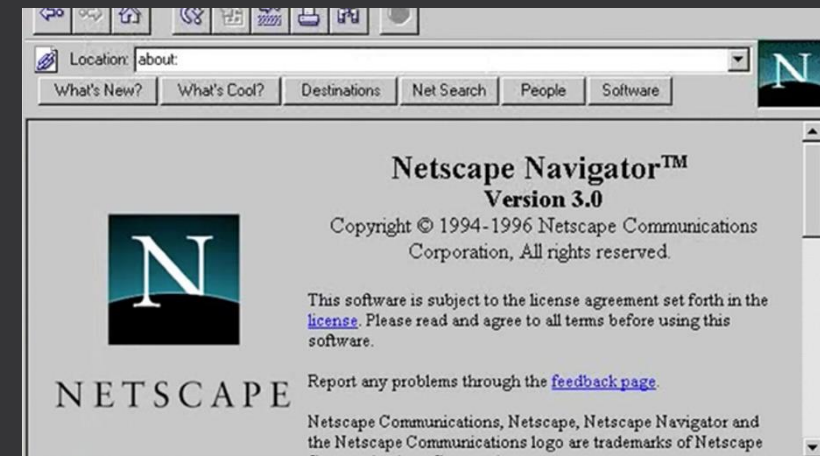 Location: about:
N
What's New?
What's Cool?
Destinations
Net Search
People
Software
Netscape Navigator™
Version 3.0
Copyright © 1994-1996 Netscape Communications
Corporation, All rights reserved.
N
NETSCAPE
This software is subject to the license agreement set forth in the
license. Please read and agree to all terms before using this
software.
Report any problems through the feedback page.
Netscape Communications, Netscape, Netscape Navigator and
the Netscape Communications logo are trademarks of Netscape